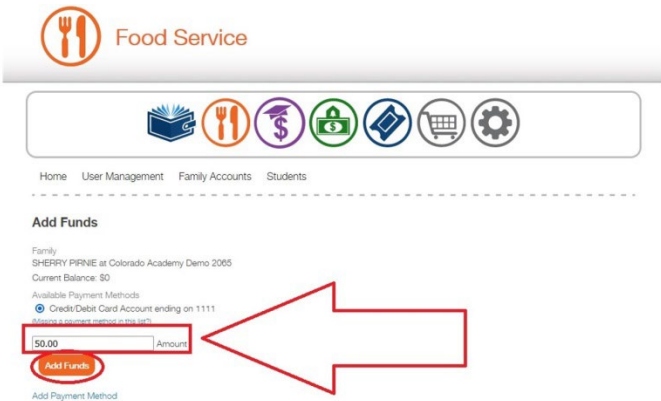 Food Service
Home User Management Family Accounts Students
Add Funds
Family
SHERRY PIRNIE at Colorado Academy Demo 2065
Current Balance: $0
Available Payment Methods
Credit/Debit Card Account ending on 1111
(Missing a payment method in this list?)
50.00 Amount
Add Funds
Add Payment Method